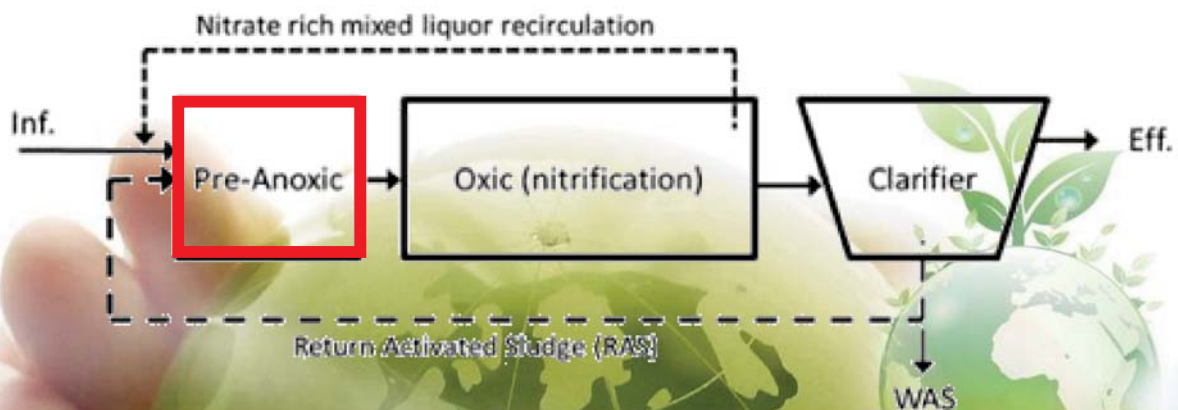 Nitrate rich mixed liquor recirculation
Inf.
Pre-Anoxic
Oxic (nitrification)
Clarifier
Eff.
Return Activated Sludge (RAS)
WAS